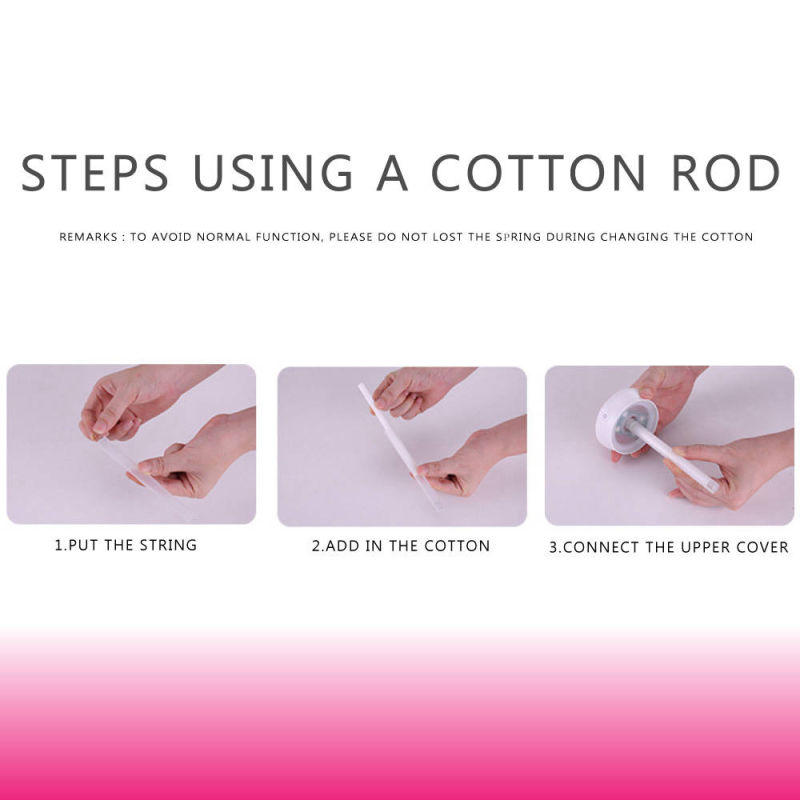 STEPS USING A COTTON ROD
REMARKS : TO AVOID NORMAL FUNCTION, PLEASE DO NOT LOST THE SPRING DURING CHANGING THE COTTON
1.PUT THE STRING
2.ADD IN THE COTTON
3.CONNECT THE UPPER COVER